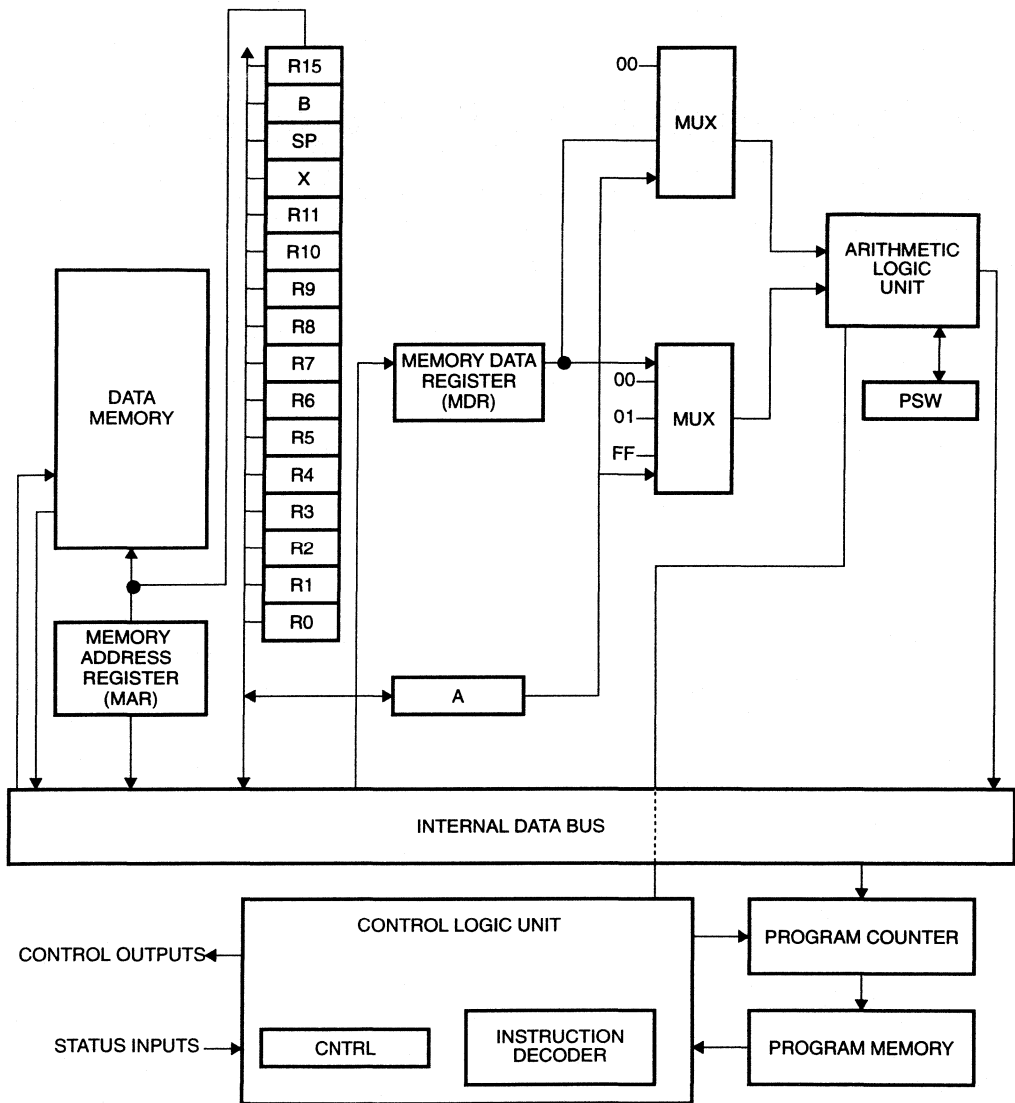 R15
B
SP
X
R11
R10
R9
R8
R7
R6
R5
R4
R3
R2
R1
R0
DATA
MEMORY
MEMORY
ADDRESS
REGISTER
(MAR)
MEMORY DATA
REGISTER
(MDR)
A
00
MUX
00
01
FF
MUX
ARITHMETIC
LOGIC
UNIT
PSW
INTERNAL DATA BUS
CONTROL LOGIC UNIT
CONTROL OUTPUTS
STATUS INPUTS
CNTRL
INSTRUCTION
DECODER
PROGRAM COUNTER
PROGRAM MEMORY